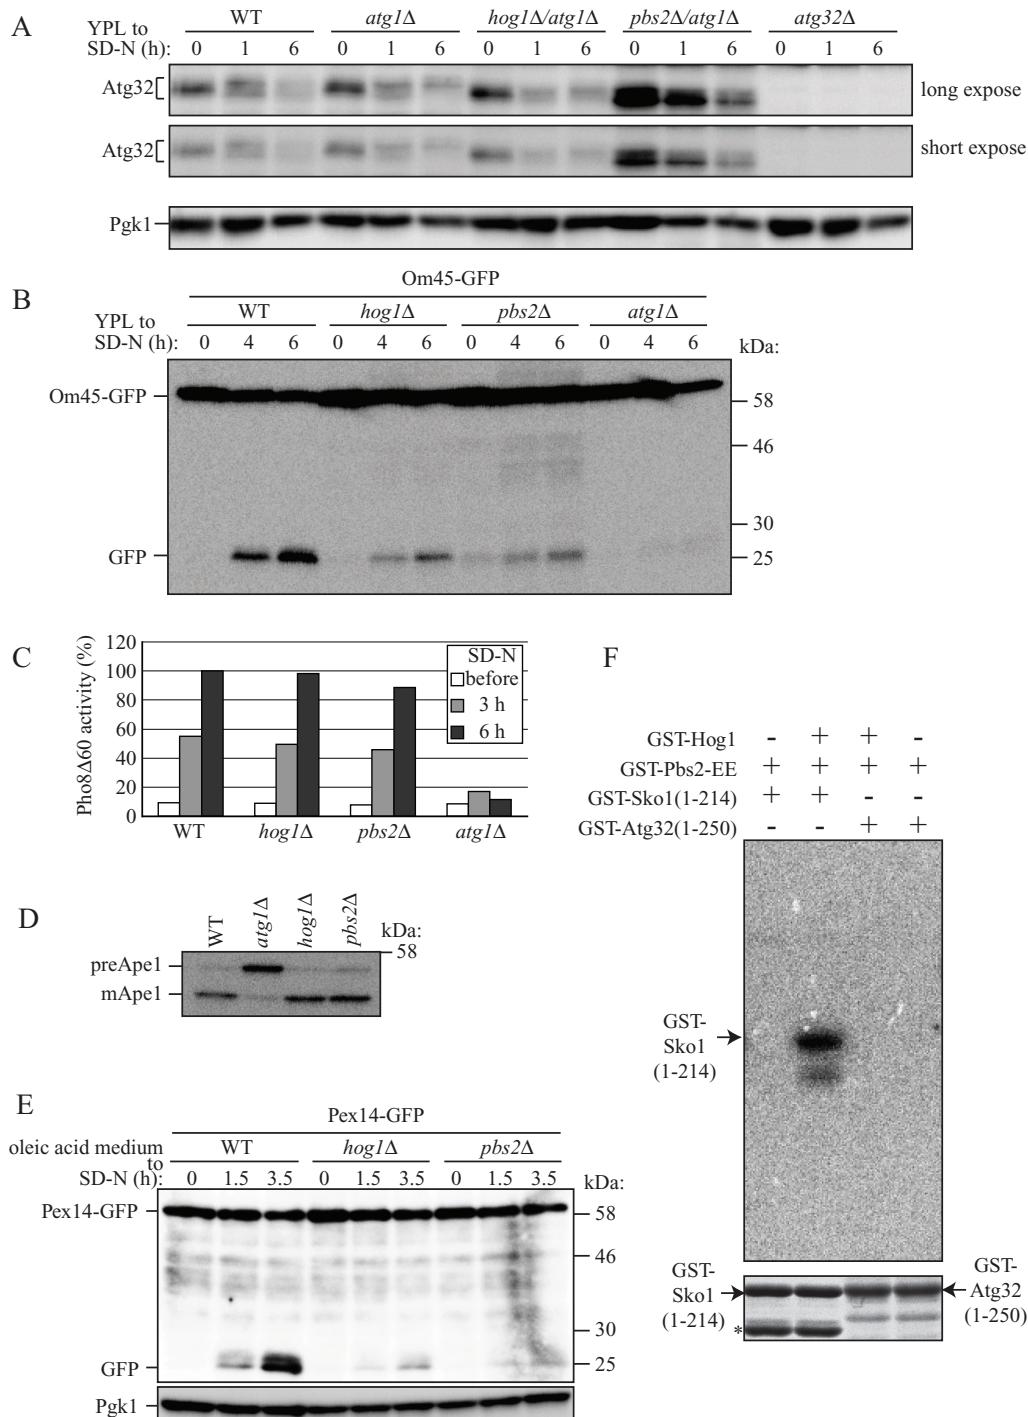 A
YPL to
SD-N (h):
WT
atg1Δ
hog1Δ/atg1Δ
pbs2Δ/atg1Δ
atg32Δ
0 1 6 0 1 6 0 1 6 0 1 6 0 1 6
Atg32
long expose
Atg32
short expose
Pgk1
B
Om45-GFP
YPL to
SD-N (h):
WT
hog1Δ
pbs2Δ
atg1Δ
0 4 6 0 4 6 0 4 6 0 4 6
kDa:
Om45-GFP
58
46
30
GFP
25
C
Pho8Δ60 activity (%)
120
100
80
60
40
20
0
SD-N
before
3 h
6 h
WT
hog1Δ
pbs2Δ
atg1Δ
D
WT
atg1Δ
hog1Δ
pbs2Δ
kDa:
58
preApe1
mApe1
E
Pex14-GFP
oleic acid medium
to
SD-N (h):
WT
hog1Δ
pbs2Δ
0 1.5 3.5 0 1.5 3.5 0 1.5 3.5
kDa:
Pex14-GFP
58
46
30
GFP
25
Pgk1
F
GST-Hog1 - + + -
GST-Pbs2-EE + + + +
GST-Sko1(1-214) + + - -
GST-Atg32(1-250) - - + +
GST-
Sko1
(1-214)
GST-
Sko1
(1-214)
*
GST-
Atg32
(1-250)